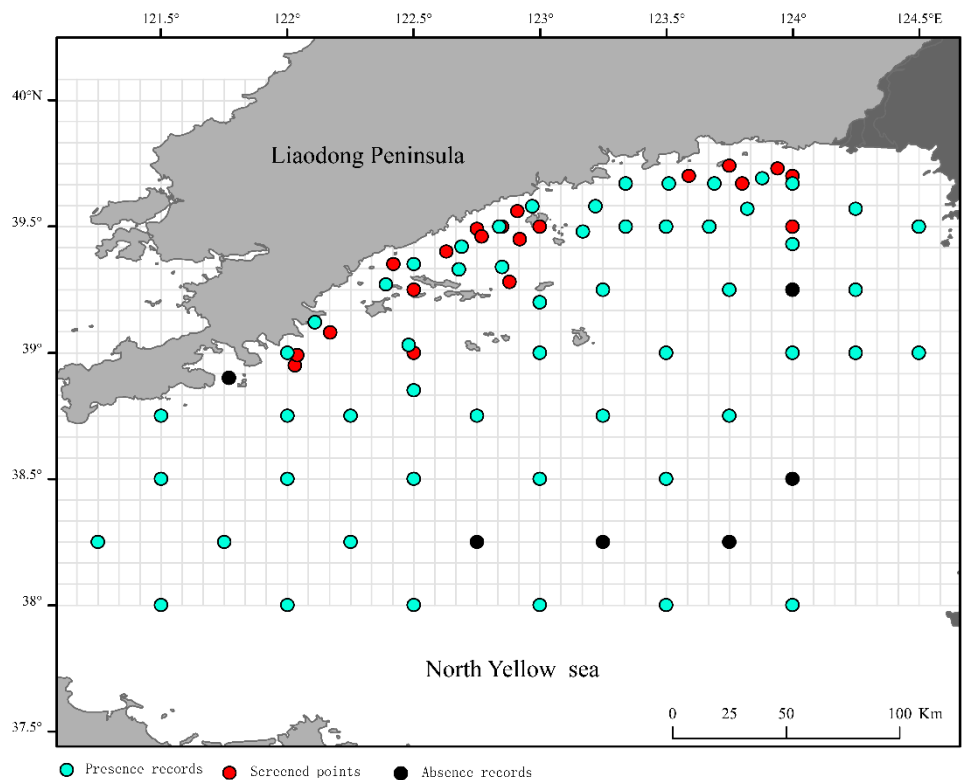 121.5° 122° 122.5° 123° 123.5° 124° 124.5°E
40°N
Liaodong Peninsula
39.5°
39°
38.5°
38°
North Yellow sea
37.5°
0 25 50 100 Km
Presence records Screened points Absence records